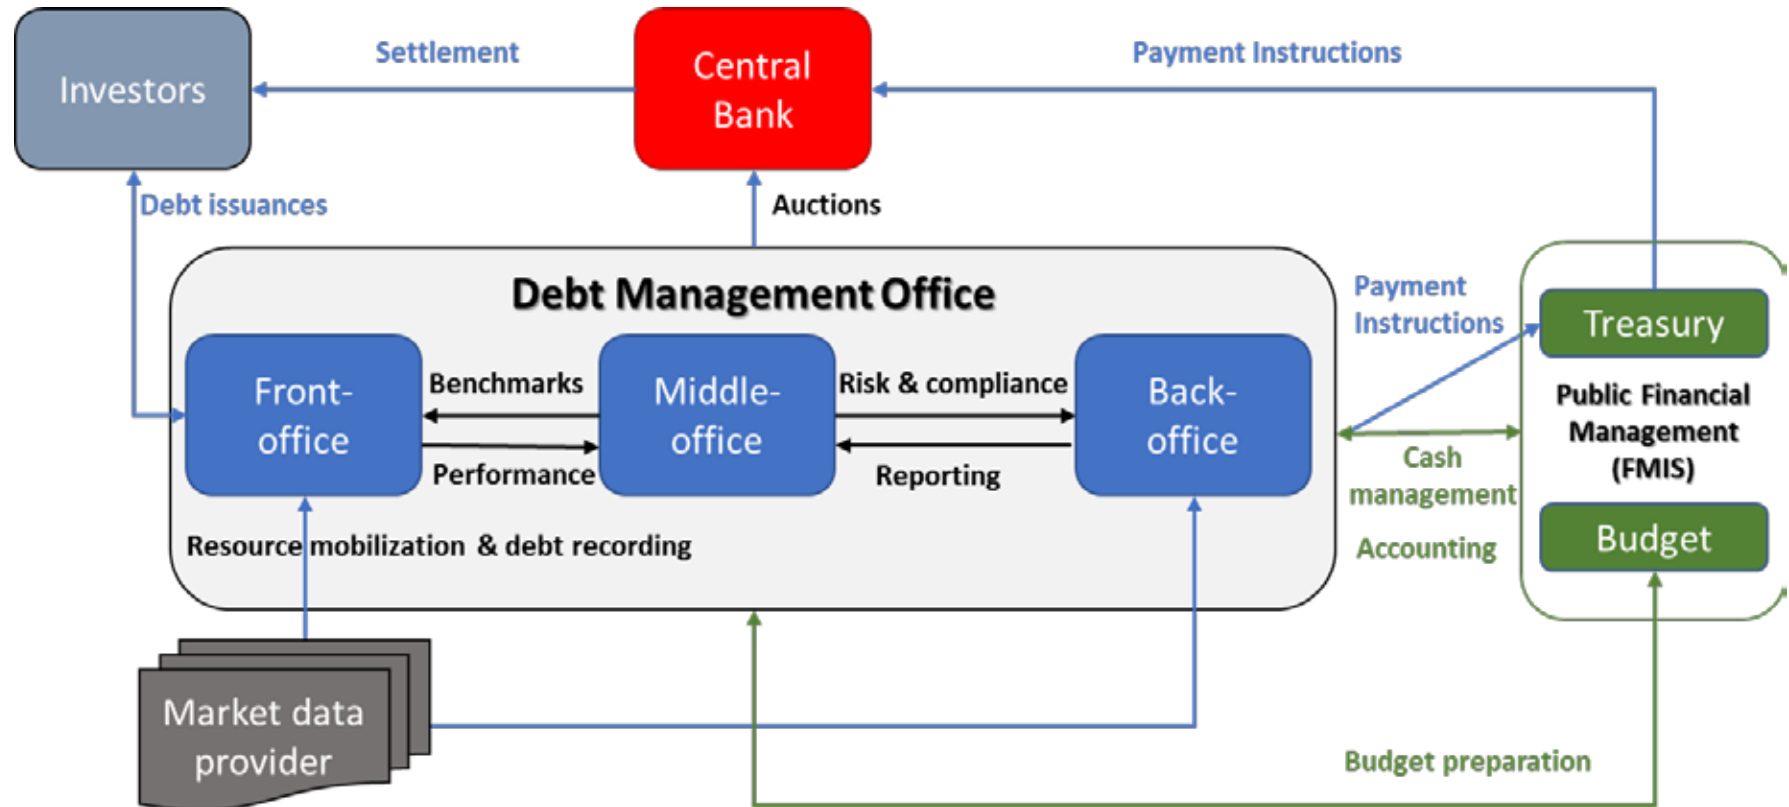 Investors
Settlement
Central
Bank
Payment Instructions
Debt issuances
Auctions
Debt Management Office
Payment
Instructions
Treasury
Front-
office
Benchmarks
Performance
Middle-
office
Risk & compliance
Reporting
Back-
office
Public Financial
Management
(FMIS)
Cash
management
Accounting
Budget
Resource mobilization & debt recording
Market data
provider
Budget preparation